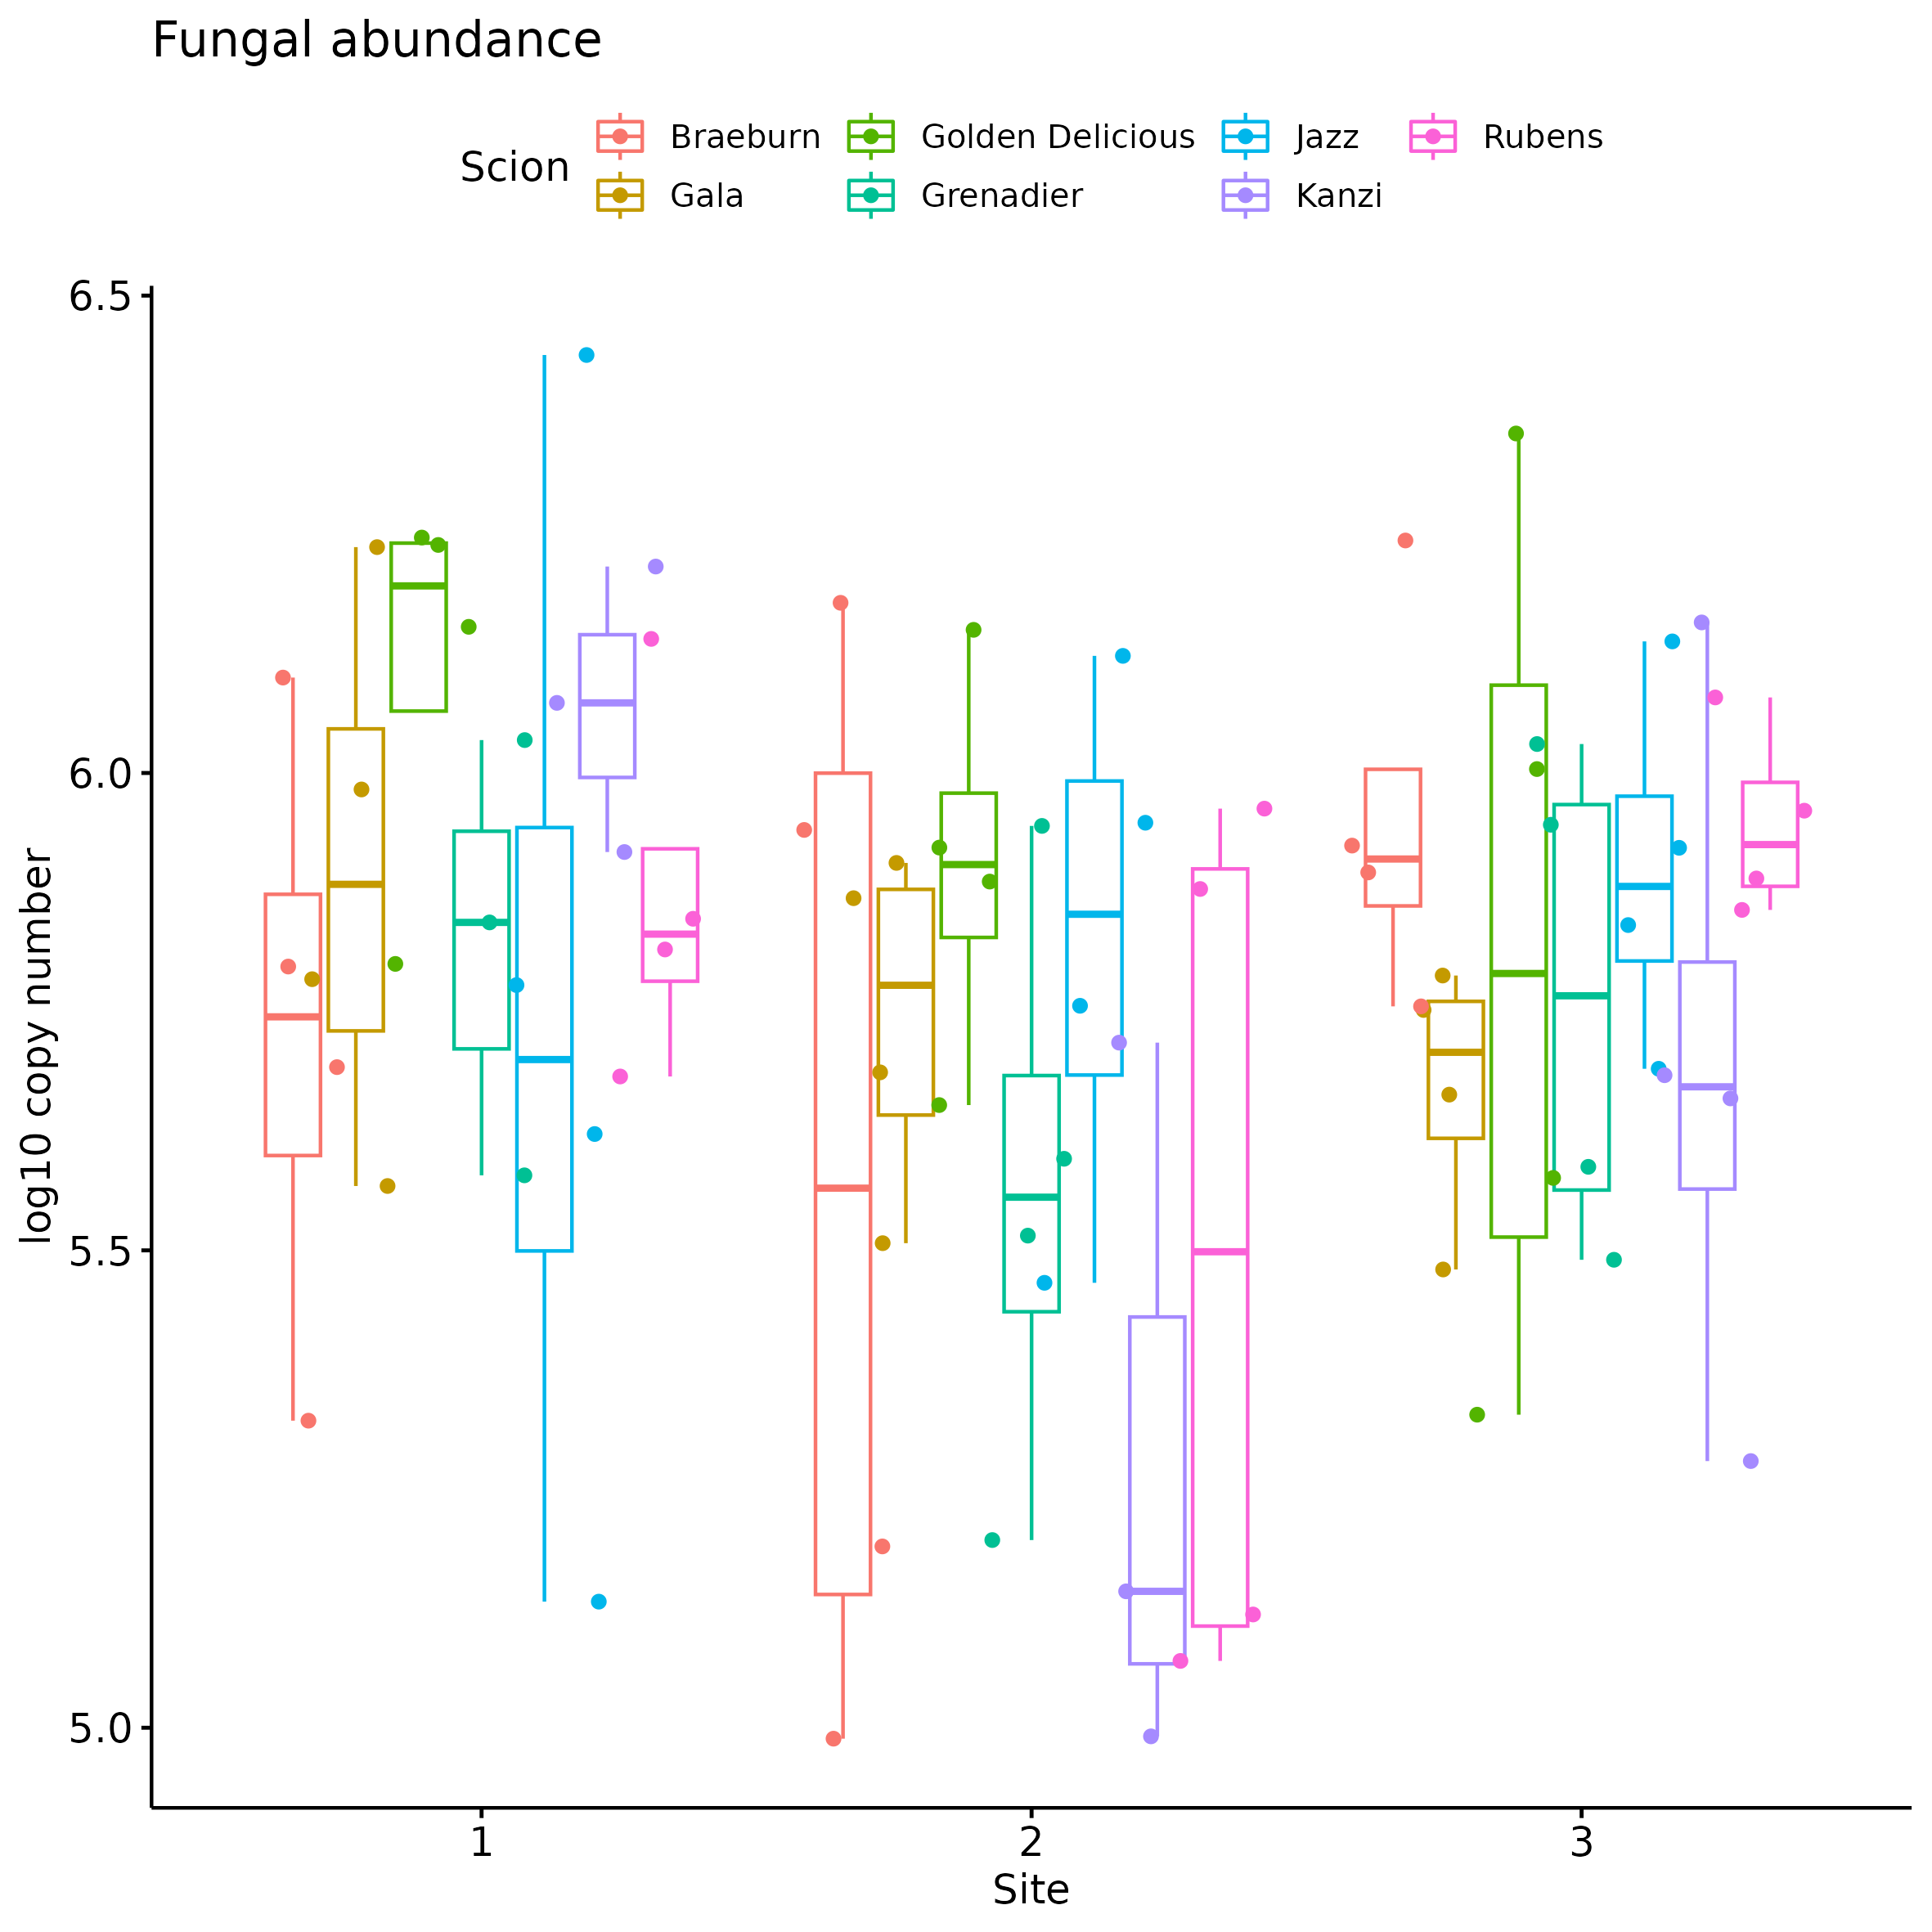 Fungal abundance
Scion
Braeburn
Golden Delicious
Jazz
Rubens
Gala
Grenadier
Kanzi
log10 copy number
6.5
6.0
5.5
5.0
1
2
3
Site